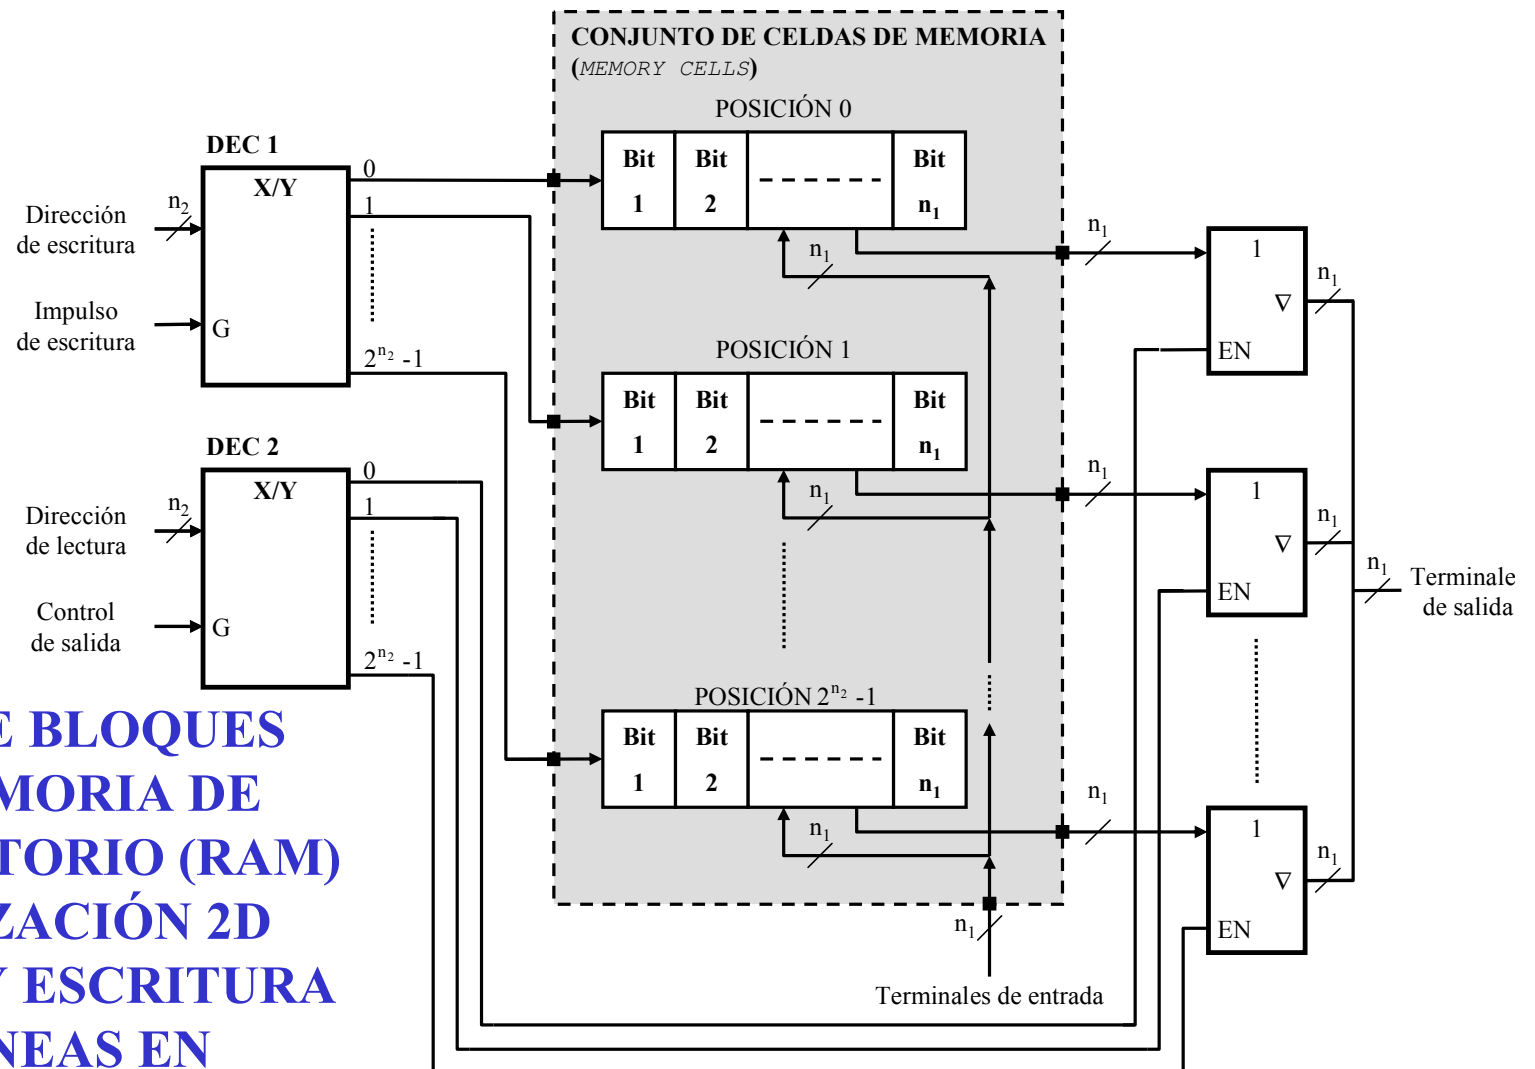 CONJUNTO DE CELDAS DE MEMORIA
(MEMORY CELLS)
POSICIÓN 0
Bit 1
Bit 2
Bit n₁
n₁
DEC 1
X/Y
0
1
2ⁿ² -1
G
Dirección
de escritura
n₂
Impulso
de escritura
POSICIÓN 1
Bit 1
Bit 2
Bit n₁
n₁
DEC 2
X/Y
0
1
2ⁿ² -1
G
Dirección
de lectura
n₂
Control
de salida
POSICIÓN 2ⁿ² -1
Bit 1
Bit 2
Bit n₁
n₁
n₁
Terminales de entrada
n₁
1
∇
EN
n₁
n₁
1
∇
EN
n₁
n₁
1
∇
EN
n₁
n₁
Terminale
de salida
E BLOQUES
MORIA DE
TORIO (RAM)
ZACIÓN 2D
Y ESCRITURA
NEAS EN